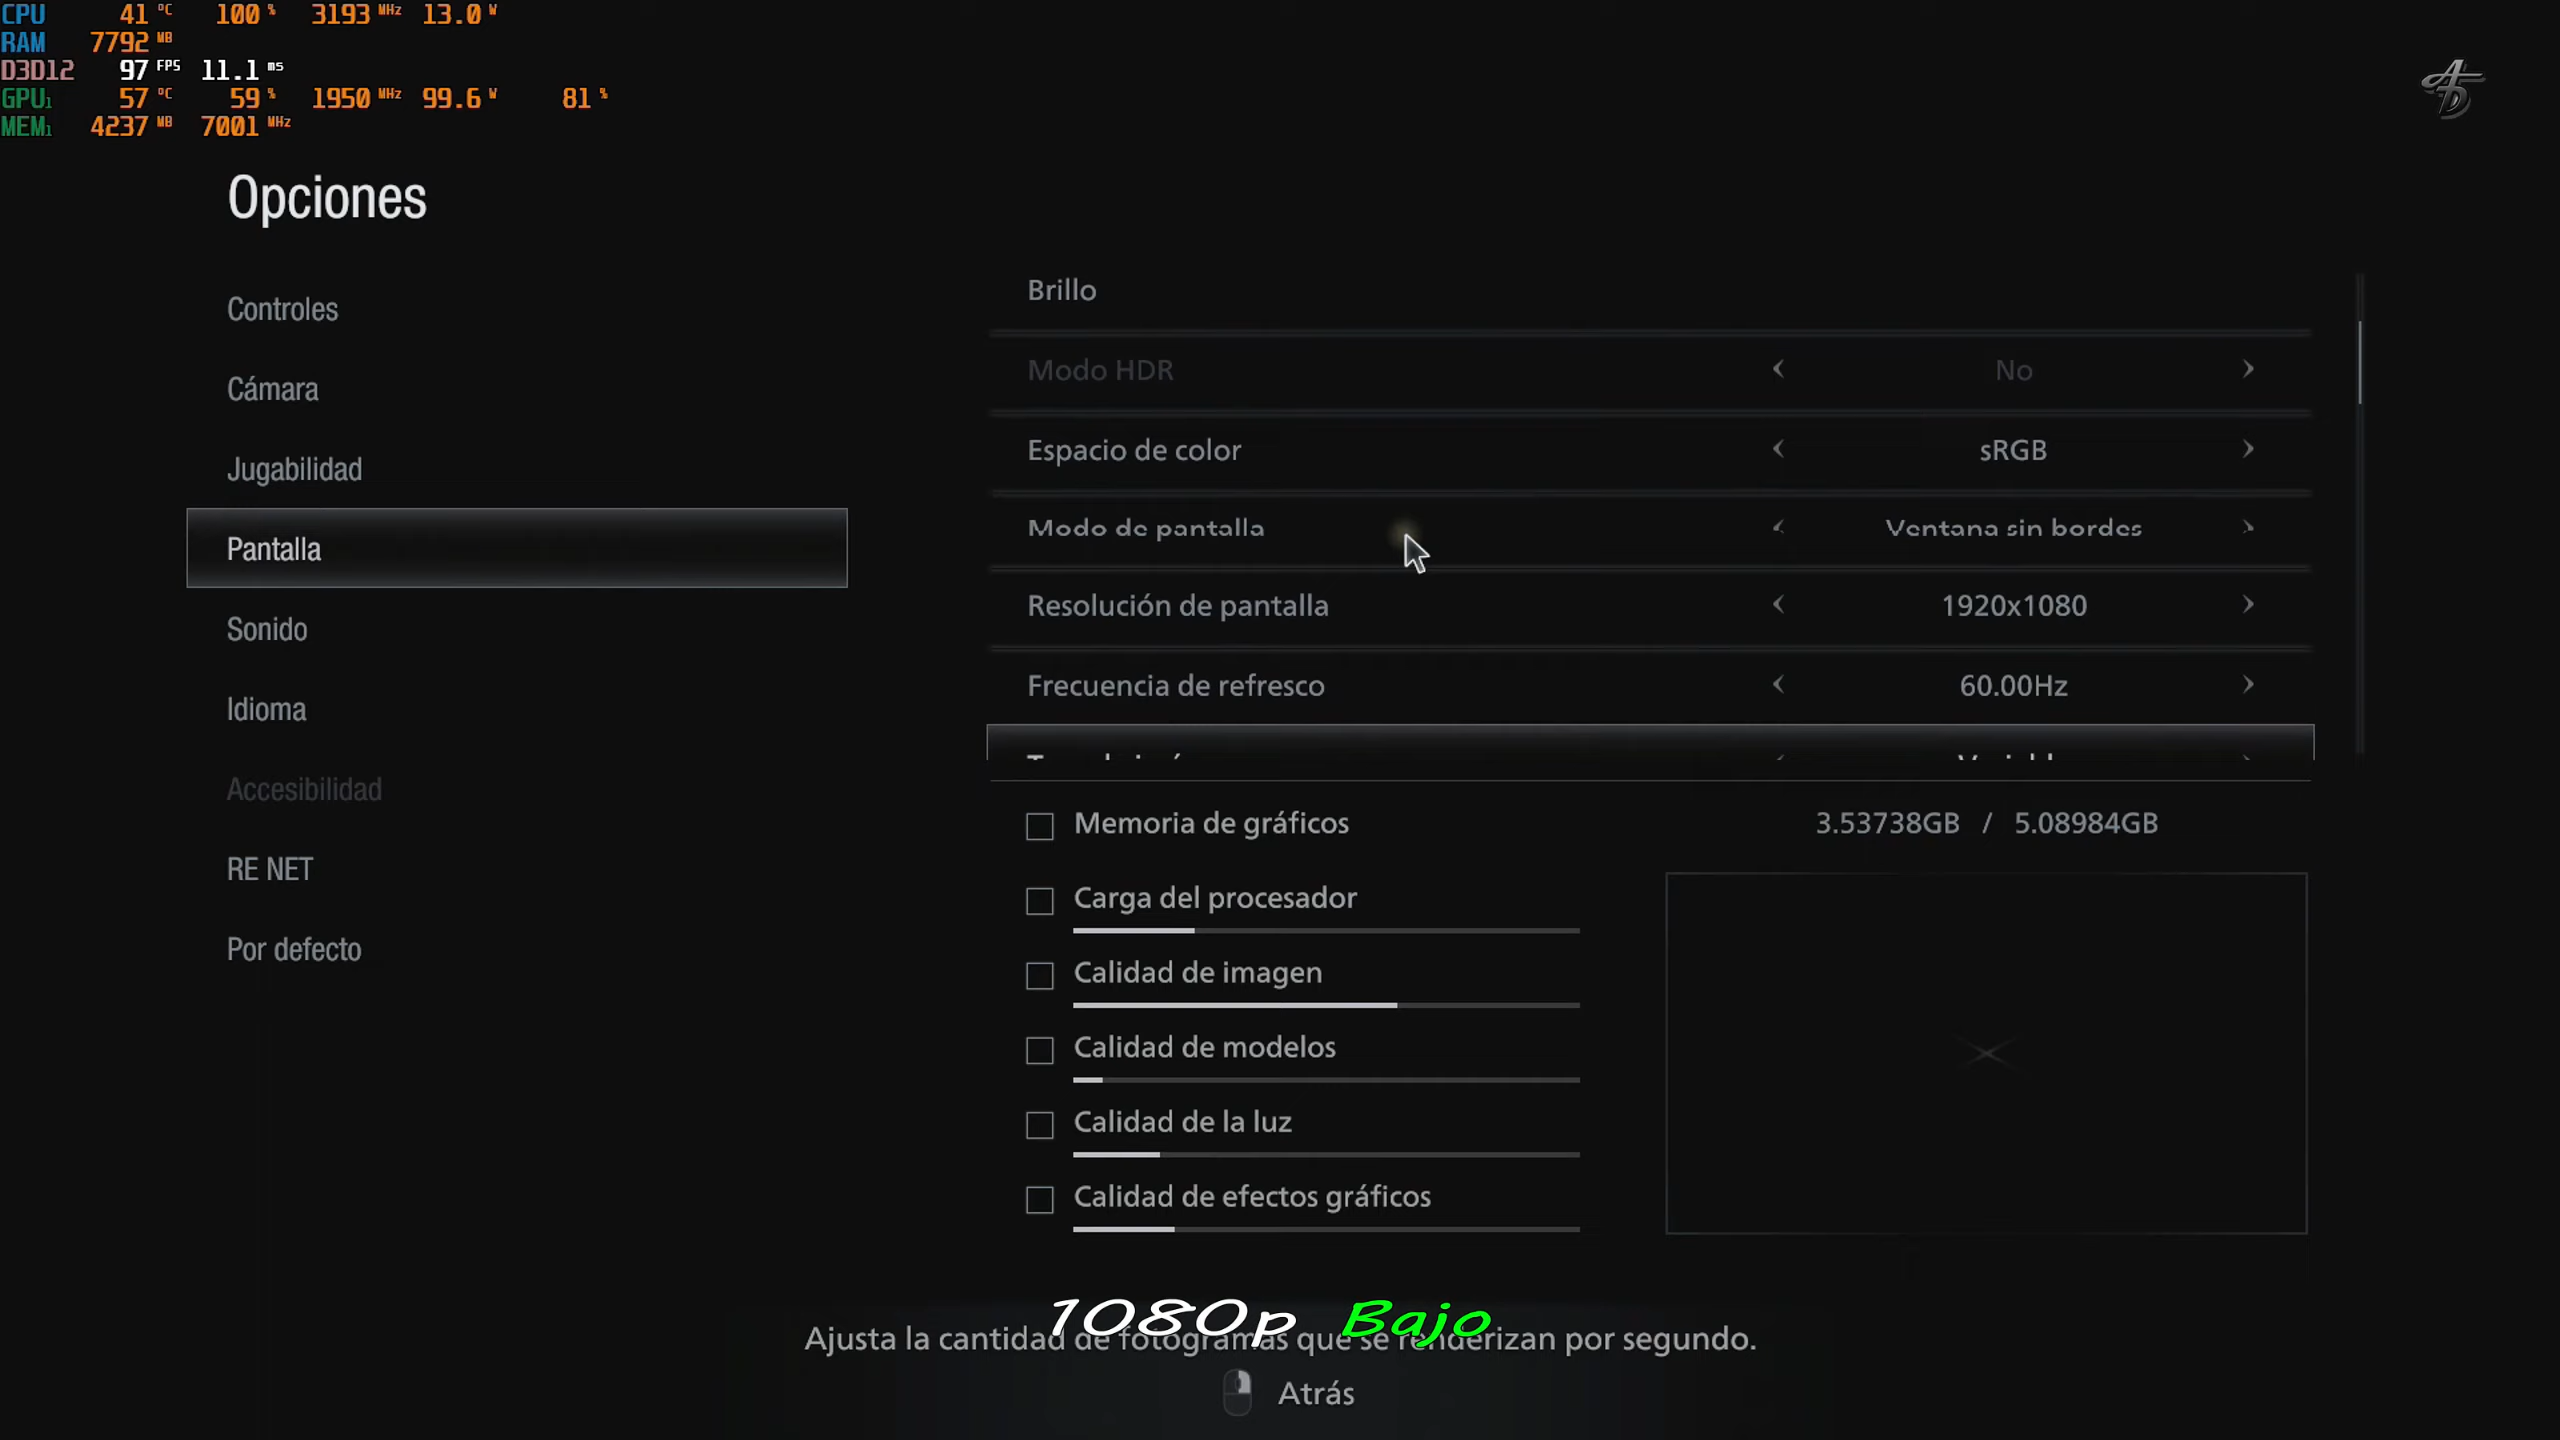 CPU 41 °C 100 % 3193 MHz 13.0 W
RAM 7792 MB
D3D12 97 FPS 11.1 ms
GPU1 57 °C 59 % 1950 MHz 99.6 W 81 %
MEM1 4237 MB 7001 MHz
Opciones
Controles
Cámara
Jugabilidad
Pantalla
Sonido
Idioma
Accesibilidad
RE NET
Por defecto
Brillo
Modo HDR No
Espacio de color sRGB
Modo de pantalla Ventana sin bordes
Resolución de pantalla 1920x1080
Frecuencia de refresco 60.00Hz
Memoria de gráficos 3.53738GB / 5.08984GB
Carga del procesador
Calidad de imagen
Calidad de modelos
Calidad de la luz
Calidad de efectos gráficos
1080p Bajo
Ajusta la cantidad de fotogramas que se renderizan por segundo.
Atrás